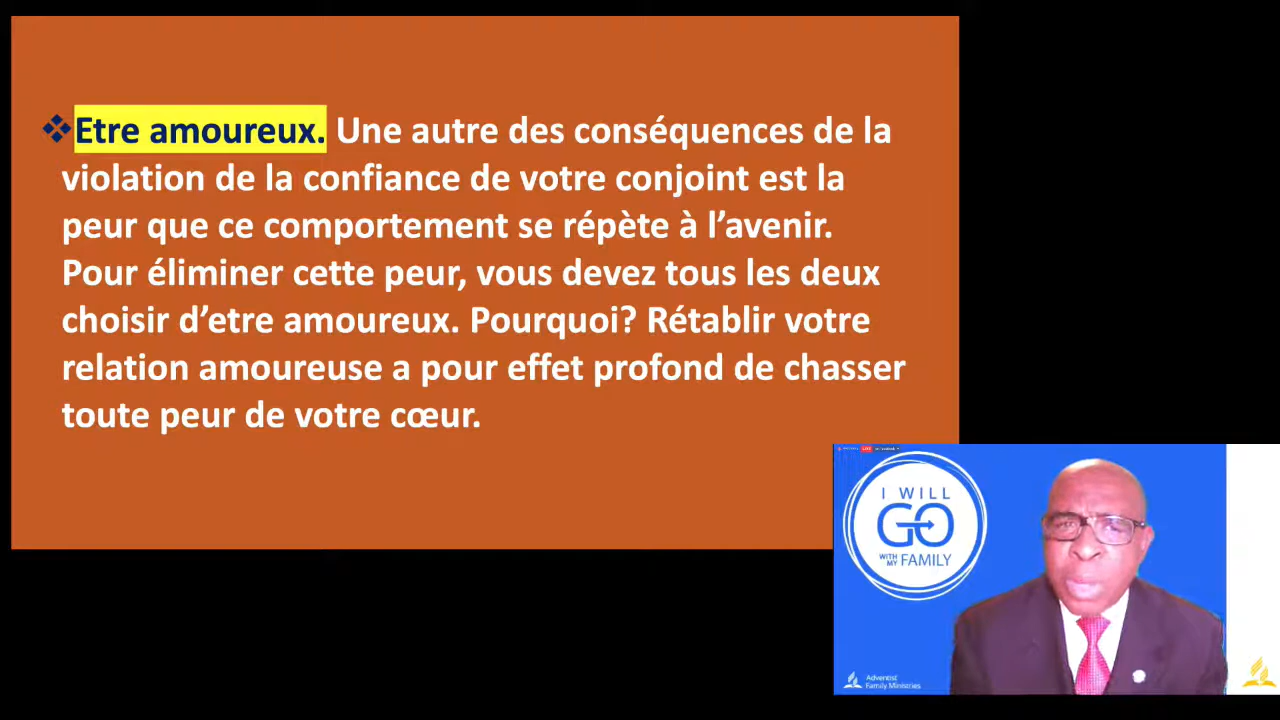 ❖Etre amoureux. Une autre des conséquences de la
violation de la confiance de votre conjoint est la
peur que ce comportement se répète à l’avenir.
Pour éliminer cette peur, vous devez tous les deux
choisir d’etre amoureux. Pourquoi? Rétablir votre
relation amoureuse a pour effet profond de chasser
toute peur de votre cœur.
I WILL
GO
WITH MY FAMILY
Adventist
Family Ministries